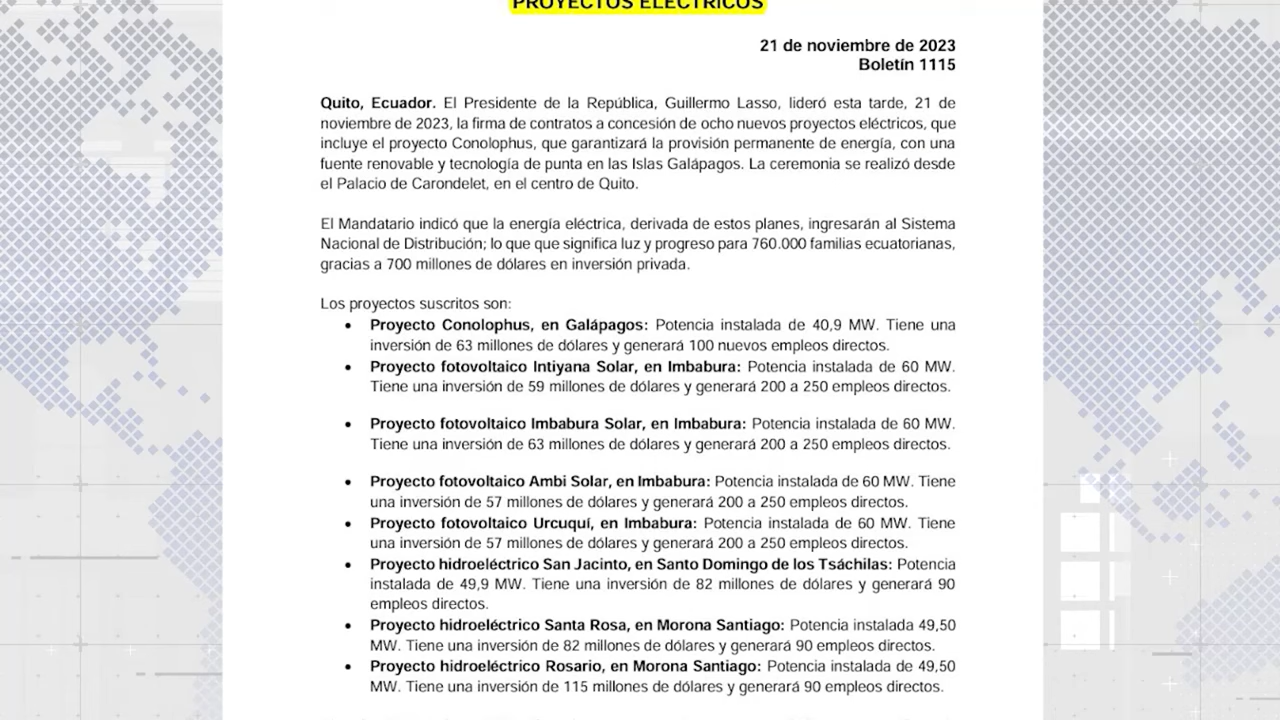 PROYECTOS ELÉCTRICOS
21 de noviembre de 2023
Boletín 1115
Quito, Ecuador. El Presidente de la República, Guillermo Lasso, lideró esta tarde, 21 de
noviembre de 2023, la firma de contratos a concesión de ocho nuevos proyectos eléctricos, que
incluye el proyecto Conolophus, que garantizará la provisión permanente de energía, con una
fuente renovable y tecnología de punta en las Islas Galápagos. La ceremonia se realizó desde
el Palacio de Carondelet, en el centro de Quito.
El Mandatario indicó que la energía eléctrica, derivada de estos planes, ingresarán al Sistema
Nacional de Distribución; lo que que significa luz y progreso para 760.000 familias ecuatorianas,
gracias a 700 millones de dólares en inversión privada.
Los proyectos suscritos son:
• Proyecto Conolophus, en Galápagos: Potencia instalada de 40,9 MW. Tiene una
inversión de 63 millones de dólares y generará 100 nuevos empleos directos.
• Proyecto fotovoltaico Intiyana Solar, en Imbabura: Potencia instalada de 60 MW.
Tiene una inversión de 59 millones de dólares y generará 200 a 250 empleos directos.
• Proyecto fotovoltaico Imbabura Solar, en Imbabura: Potencia instalada de 60 MW.
Tiene una inversión de 63 millones de dólares y generará 200 a 250 empleos directos.
• Proyecto fotovoltaico Ambi Solar, en Imbabura: Potencia instalada de 60 MW. Tiene
una inversión de 57 millones de dólares y generará 200 a 250 empleos directos.
• Proyecto fotovoltaico Urcuquí, en Imbabura: Potencia instalada de 60 MW. Tiene
una inversión de 57 millones de dólares y generará 200 a 250 empleos directos.
• Proyecto hidroeléctrico San Jacinto, en Santo Domingo de los Tsáchilas: Potencia
instalada de 49,9 MW. Tiene una inversión de 82 millones de dólares y generará 90
empleos directos.
• Proyecto hidroeléctrico Santa Rosa, en Morona Santiago: Potencia instalada 49,50
MW. Tiene una inversión de 82 millones de dólares y generará 90 empleos directos.
• Proyecto hidroeléctrico Rosario, en Morona Santiago: Potencia instalada de 49,50
MW. Tiene una inversión de 115 millones de dólares y generará 90 empleos directos.